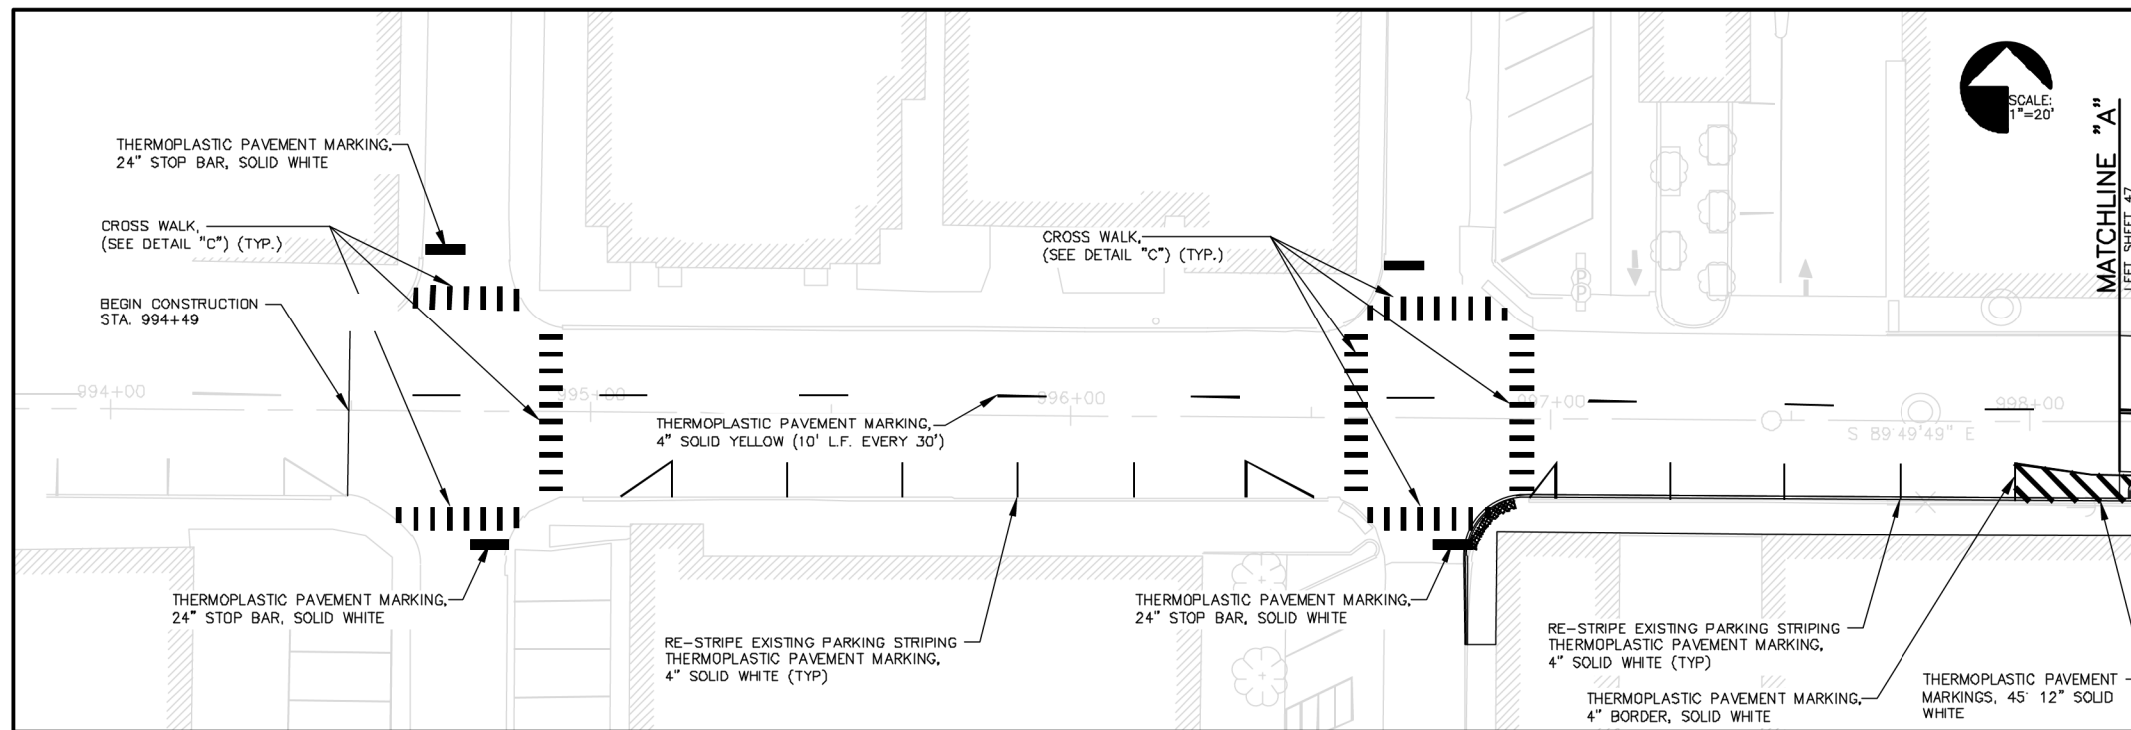 SCALE:
1"=20'
MATCHLINE "A"
LEFT SHEET 47
THERMOPLASTIC PAVEMENT MARKING,
24" STOP BAR, SOLID WHITE
CROSS WALK,
(SEE DETAIL "C") (TYP.)
CROSS WALK,
(SEE DETAIL "C") (TYP.)
BEGIN CONSTRUCTION
STA. 994+49
994+00
995+00
996+00
997+00
998+00
S 89°49'49" E
THERMOPLASTIC PAVEMENT MARKING,
4" SOLID YELLOW (10' L.F. EVERY 30')
THERMOPLASTIC PAVEMENT MARKING,
24" STOP BAR, SOLID WHITE
THERMOPLASTIC PAVEMENT MARKING,
24" STOP BAR, SOLID WHITE
RE-STRIPE EXISTING PARKING STRIPING
THERMOPLASTIC PAVEMENT MARKING,
4" SOLID WHITE (TYP)
RE-STRIPE EXISTING PARKING STRIPING
THERMOPLASTIC PAVEMENT MARKING,
4" SOLID WHITE (TYP)
THERMOPLASTIC PAVEMENT MARKING,
4" BORDER, SOLID WHITE
THERMOPLASTIC PAVEMENT
MARKINGS, 45° 12" SOLID
WHITE